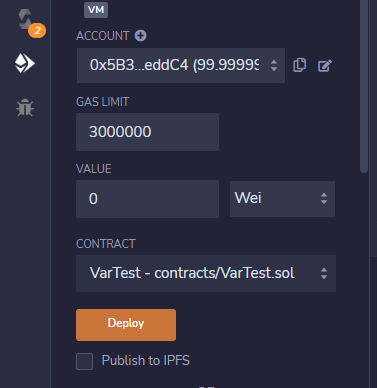 VM
2
ACCOUNT
0x5B3...eddC4 (99.99999
GAS LIMIT
3000000
VALUE
0
Wei
CONTRACT
VarTest - contracts/VarTest.sol
Deploy
Publish to IPFS